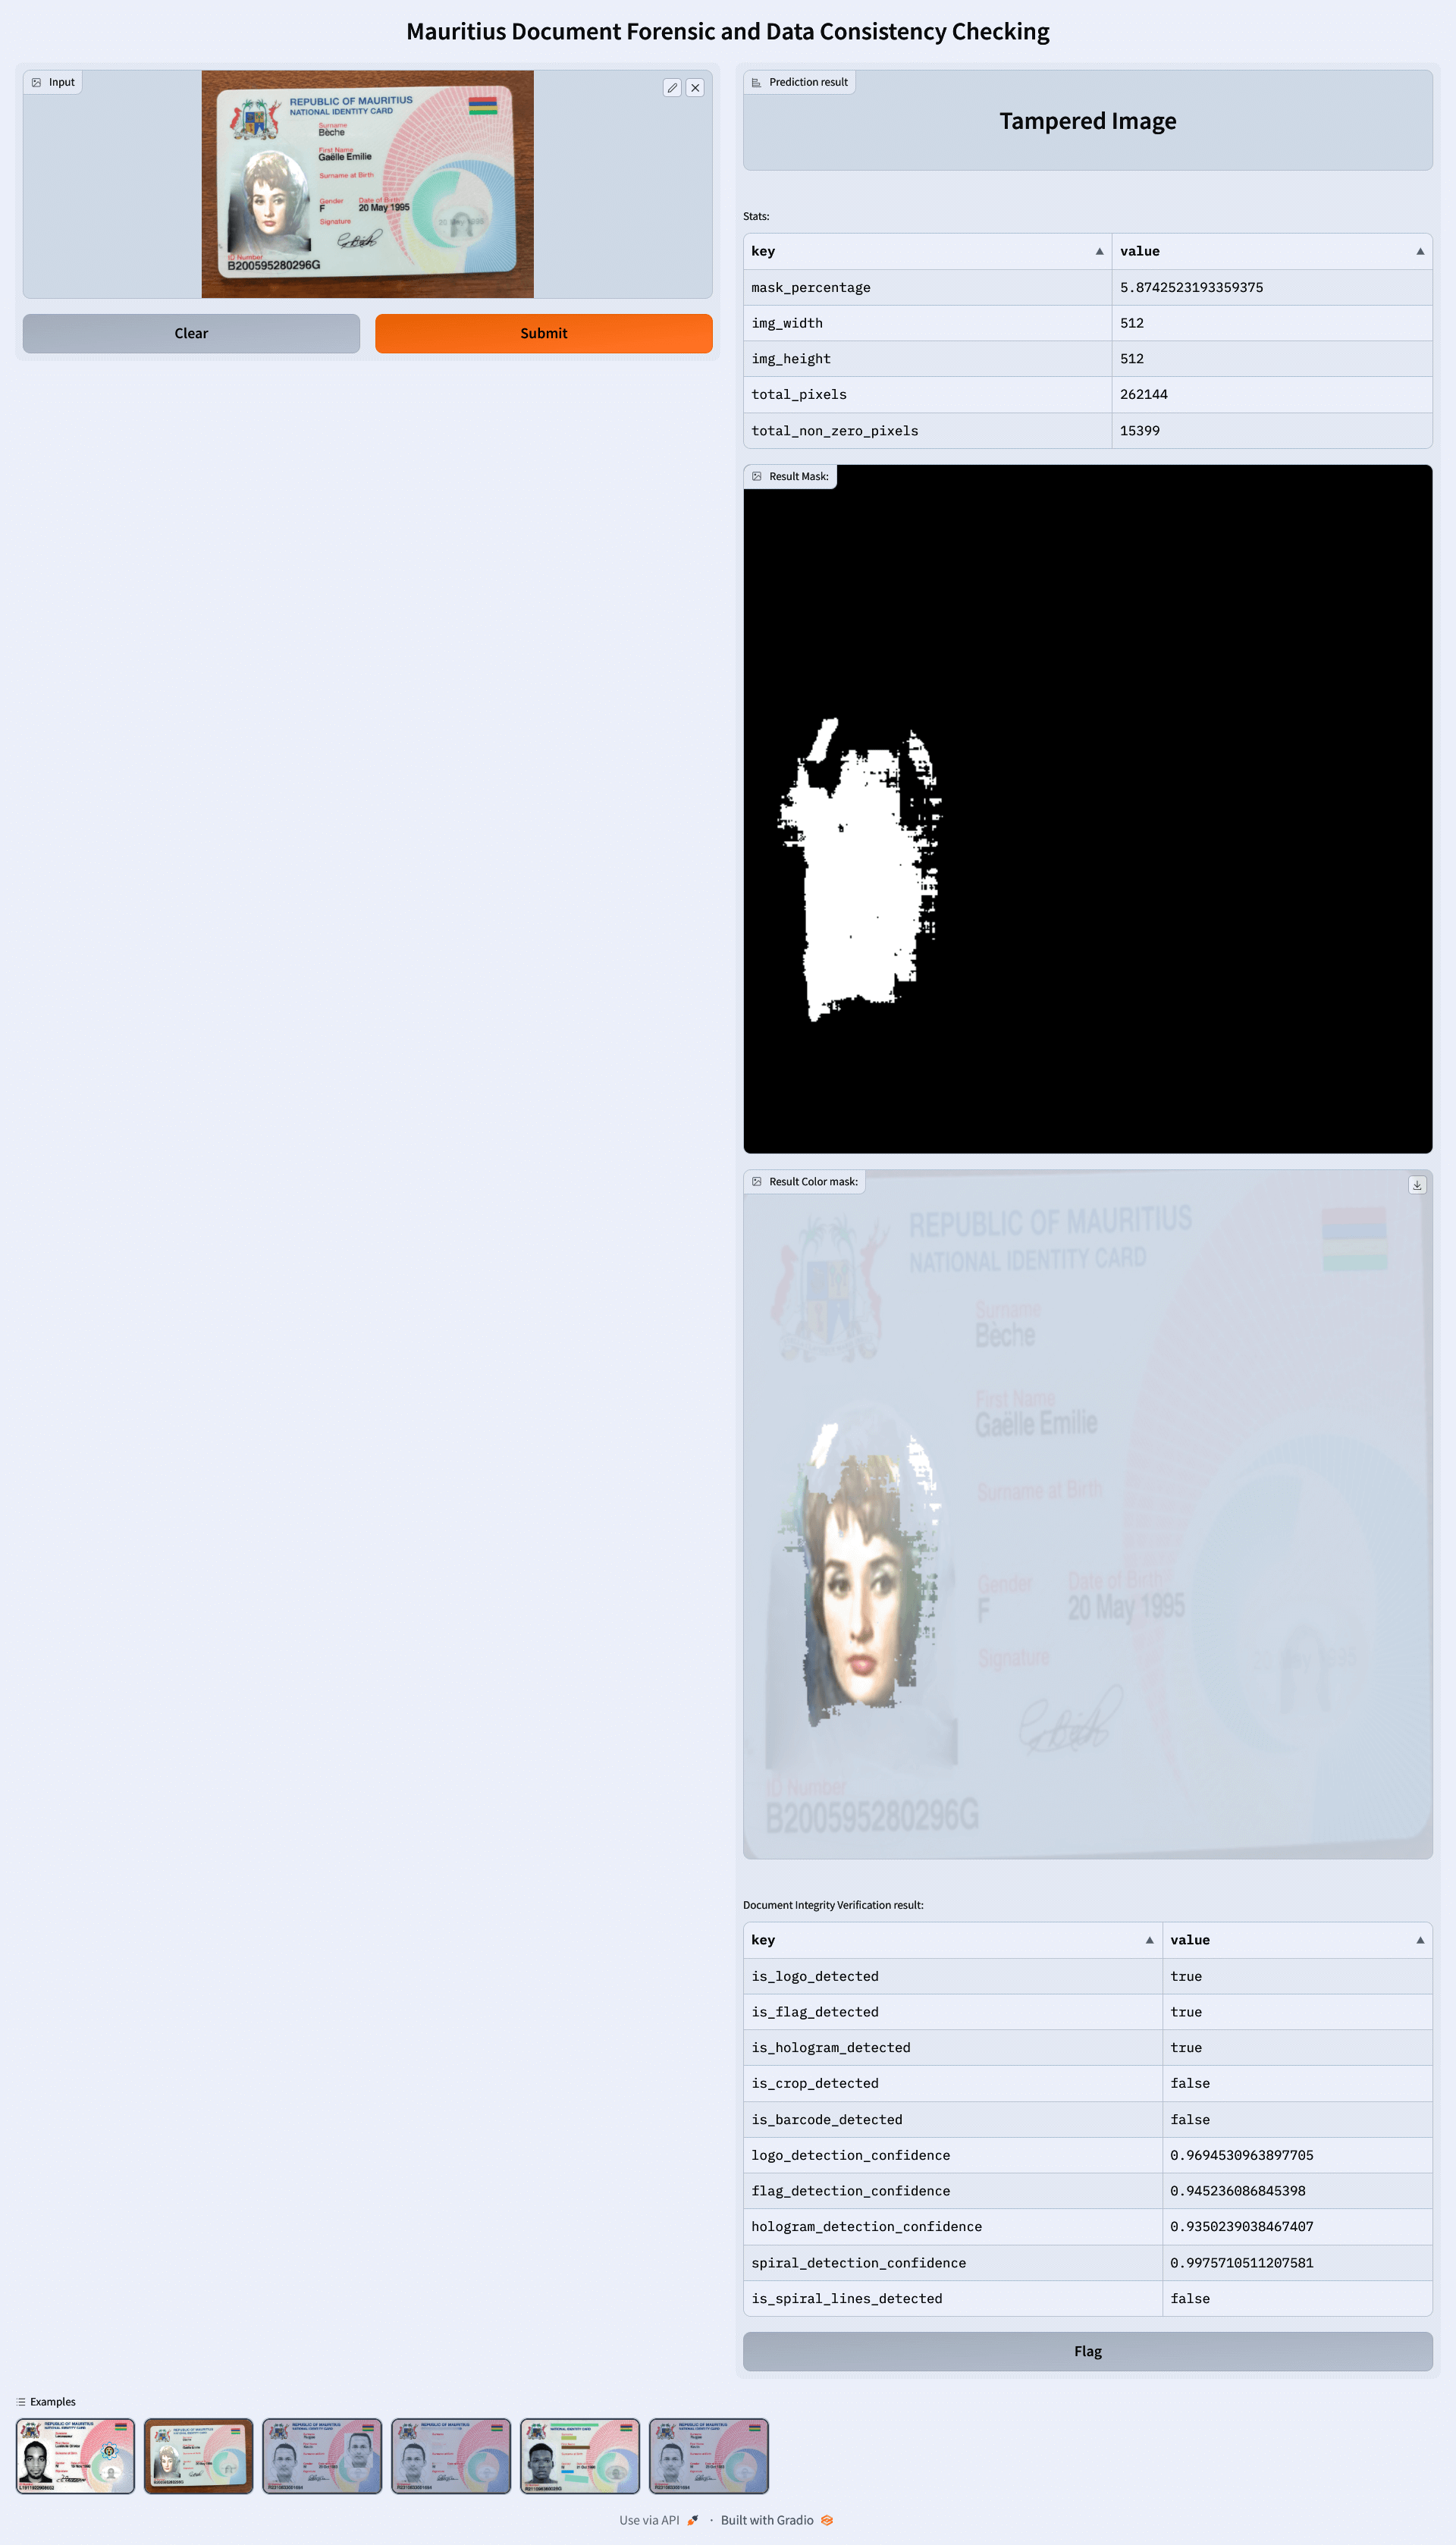 Mauritius Document Forensic and Data Consistency Checking
Input
REPUBLIC OF MAURITIUS
NATIONAL IDENTITY CARD
Surname
Bèche
First Name
Gaëlle Emilie
Surname at Birth
Gender Date of Birth
F 20 May 1995
Signature
ID Number
B200595280296G
Clear Submit
Prediction result
Tampered Image
Stats:
key value
mask_percentage 5.8742523193359375
img_width 512
img_height 512
total_pixels 262144
total_non_zero_pixels 15399
Result Mask:
Result Color mask:
REPUBLIC OF MAURITIUS
NATIONAL IDENTITY CARD
Surname
Bèche
First Name
Gaëlle Emilie
Surname at Birth
Gender Date of Birth
F 20 May 1995
Signature
ID Number
B200595280296G
Document Integrity Verification result:
key value
is_logo_detected true
is_flag_detected true
is_hologram_detected true
is_crop_detected false
is_barcode_detected false
logo_detection_confidence 0.9694530963897705
flag_detection_confidence 0.945236086845398
hologram_detection_confidence 0.9350239038467407
spiral_detection_confidence 0.9975710511207581
is_spiral_lines_detected false
Flag
Examples
Use via API · Built with Gradio